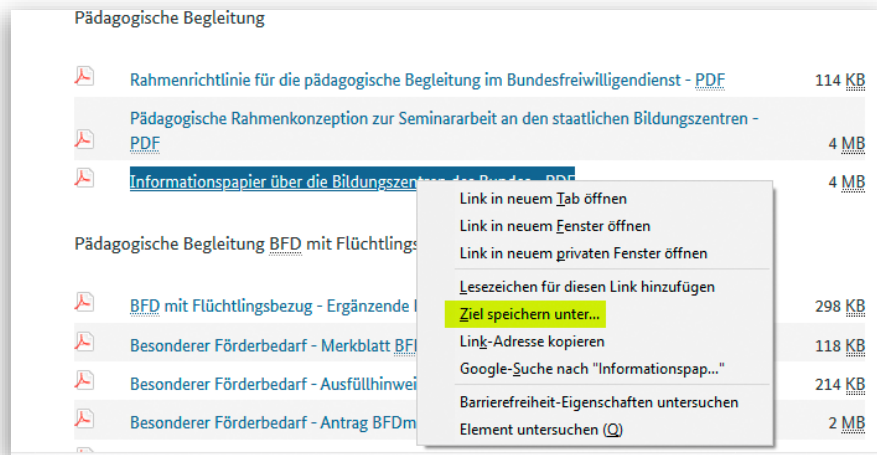 Pädagogische Begleitung
Rahmenrichtlinie für die pädagogische Begleitung im Bundesfreiwilligendienst - PDF 114 KB
Pädagogische Rahmenkonzeption zur Seminararbeit an den staatlichen Bildungszentren -
PDF 4 MB
Informationspapier über die Bildungszentren des Bundes - PDF 4 MB
Link in neuem Tab öffnen
Link in neuem Fenster öffnen
Link in neuem privaten Fenster öffnen
Lesezeichen für diesen Link hinzufügen
Ziel speichern unter...
Link-Adresse kopieren
Google-Suche nach "Informationspap..."
Barrierefreiheit-Eigenschaften untersuchen
Element untersuchen (Q)
Pädagogische Begleitung BFD mit Flüchtlings
BFD mit Flüchtlingsbezug - Ergänzende 298 KB
Besonderer Förderbedarf - Merkblatt BF 118 KB
Besonderer Förderbedarf - Ausfüllhinwei 214 KB
Besonderer Förderbedarf - Antrag BFDm 2 MB